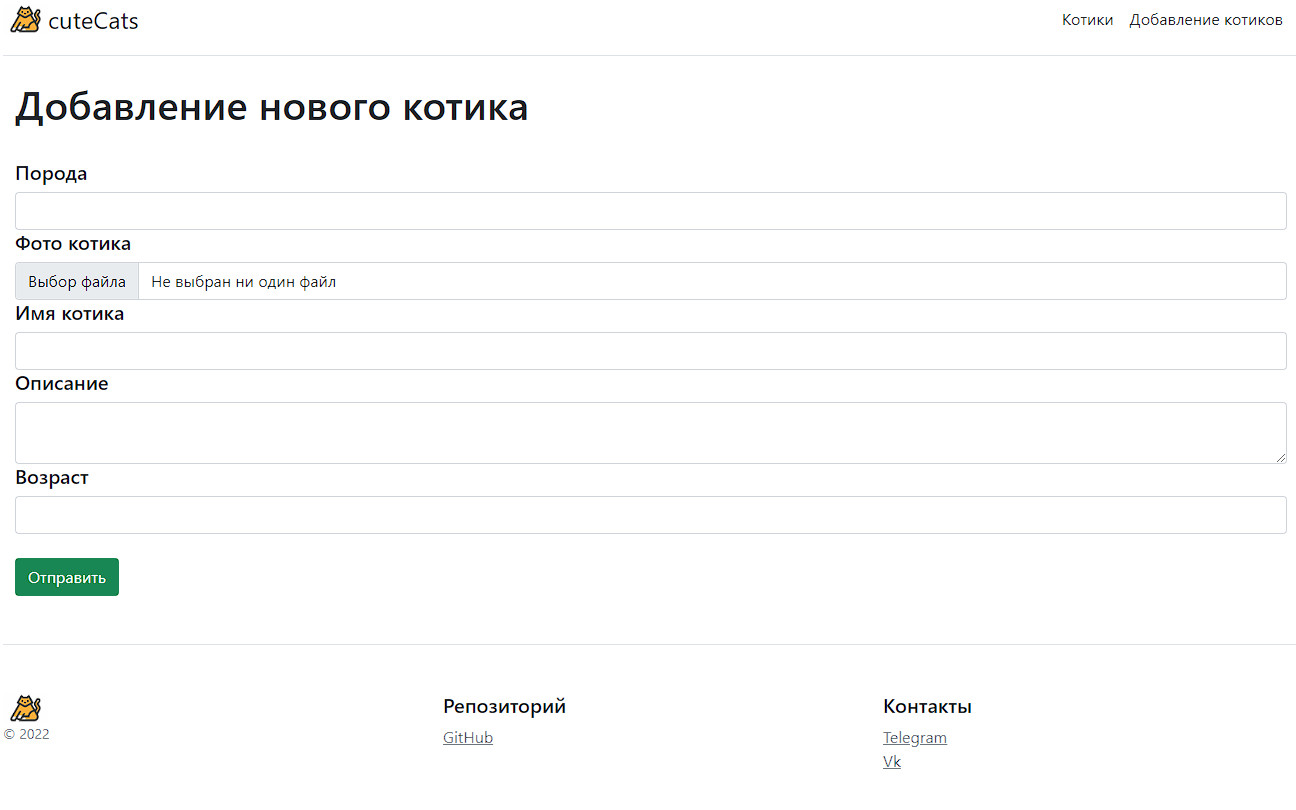 cuteCats Котики Добавление котиков
Добавление нового котика
Порода
Фото котика
Выбор файла Не выбран ни один файл
Имя котика
Описание
Возраст
Отправить
© 2022
Репозиторий
GitHub
Контакты
Telegram
Vk